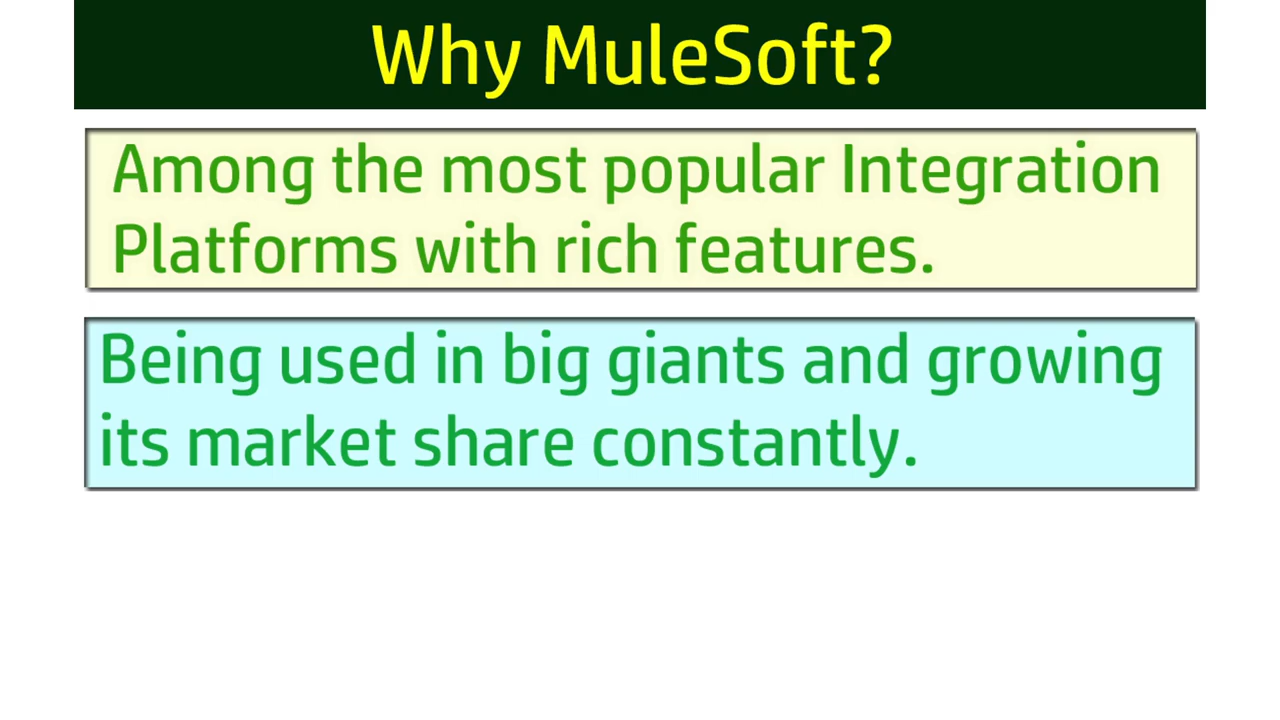 Why MuleSoft?
Among the most popular Integration
Platforms with rich features.
Being used in big giants and growing
its market share constantly.